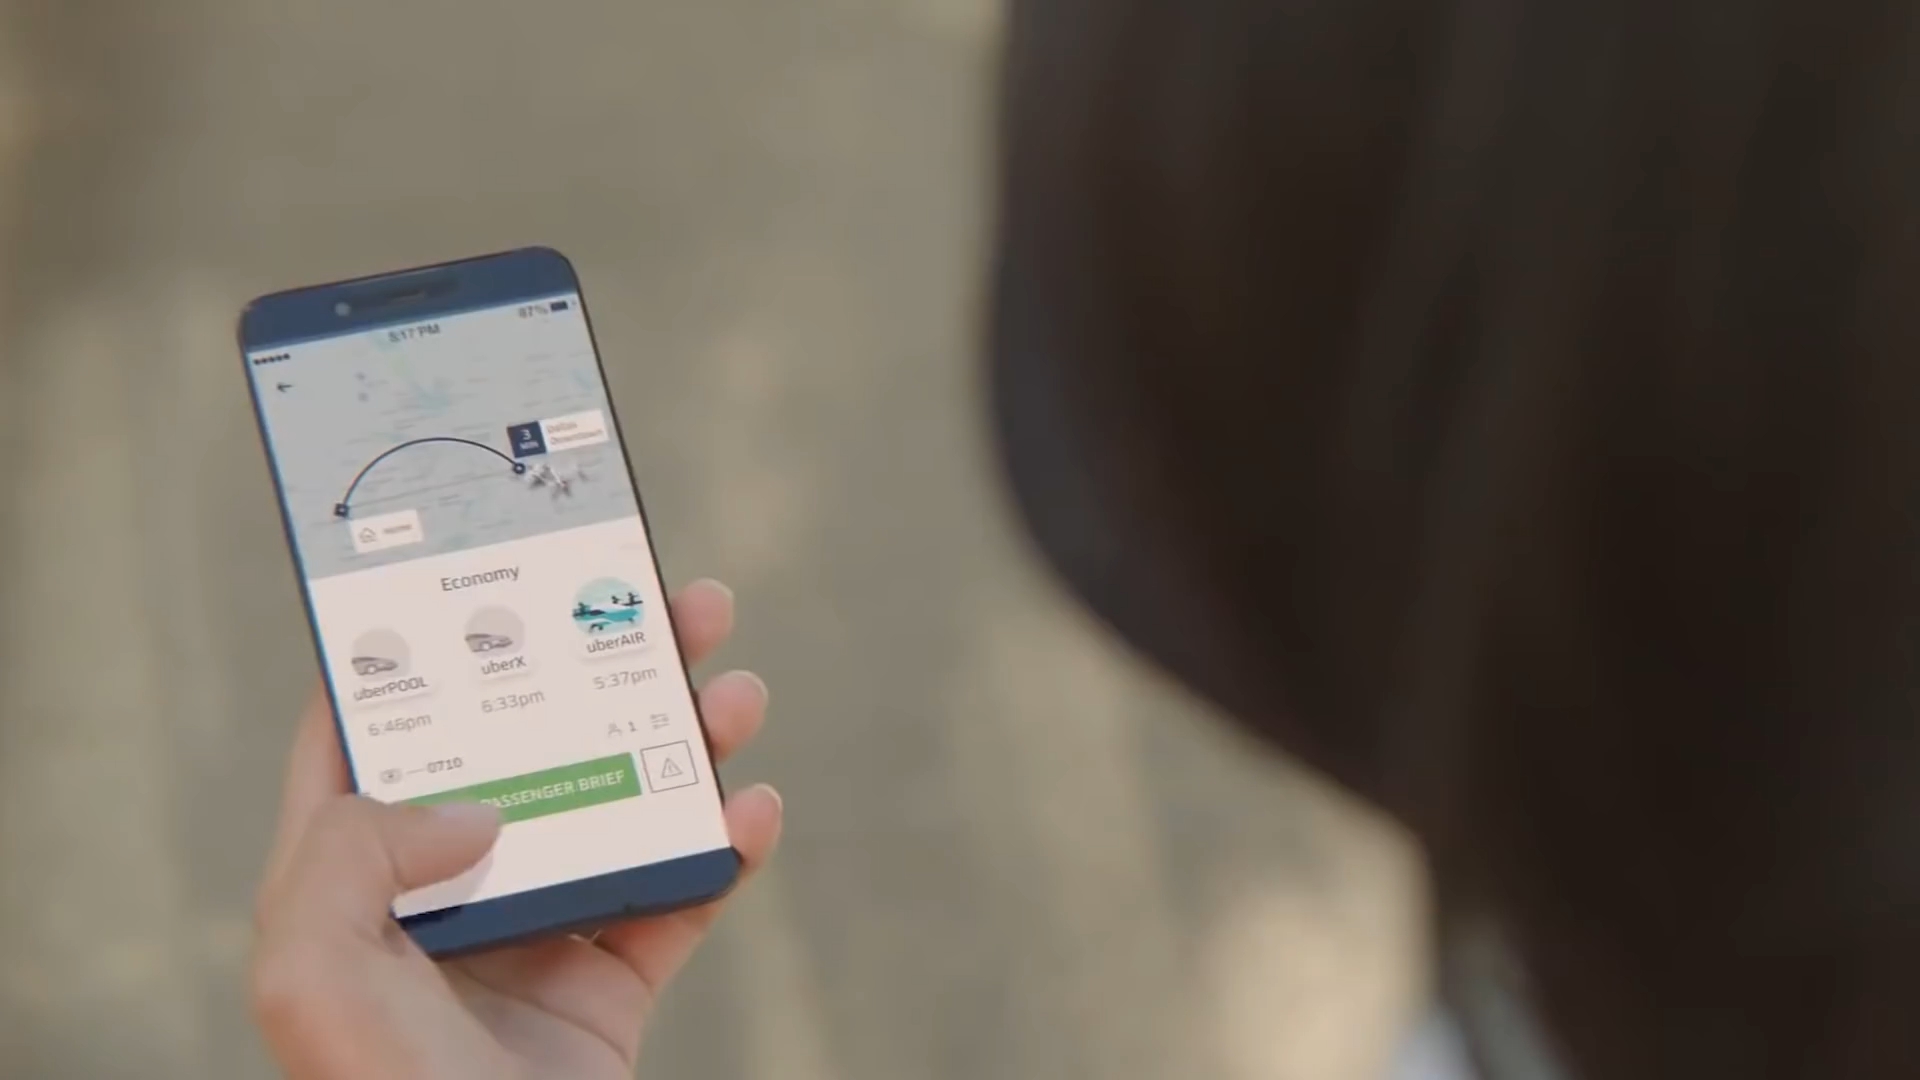 87%
5:17 PM
3
MIN
Dallas
Downtown
HOME
Economy
uberPOOL
uberX
uberAIR
6:46pm
6:33pm
5:37pm
1
0710
PASSENGER BRIEF